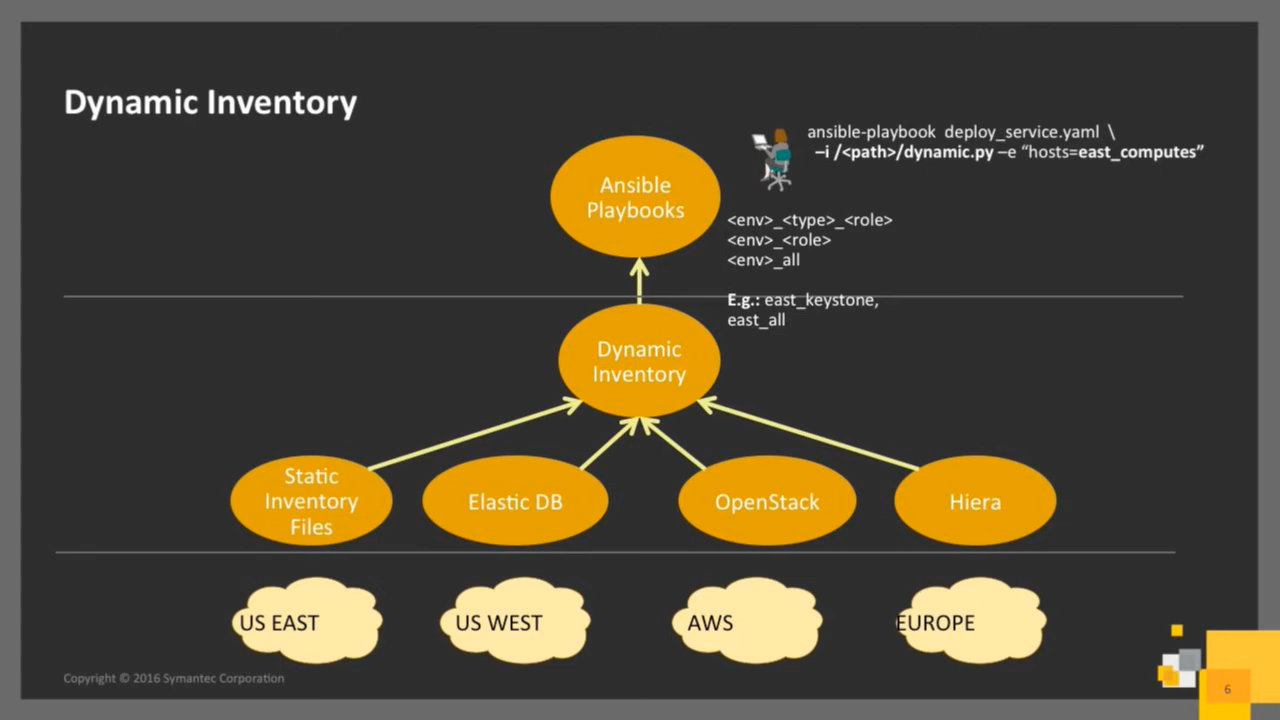 Dynamic Inventory
ansible-playbook deploy_service.yaml \
–i /<path>/dynamic.py –e “hosts=east_computes”
Ansible
Playbooks
<env>_<type>_<role>
<env>_<role>
<env>_all
E.g.: east_keystone,
east_all
Dynamic
Inventory
Static
Inventory
Files
Elastic DB
OpenStack
Hiera
US EAST
US WEST
AWS
EUROPE
Copyright © 2016 Symantec Corporation
6